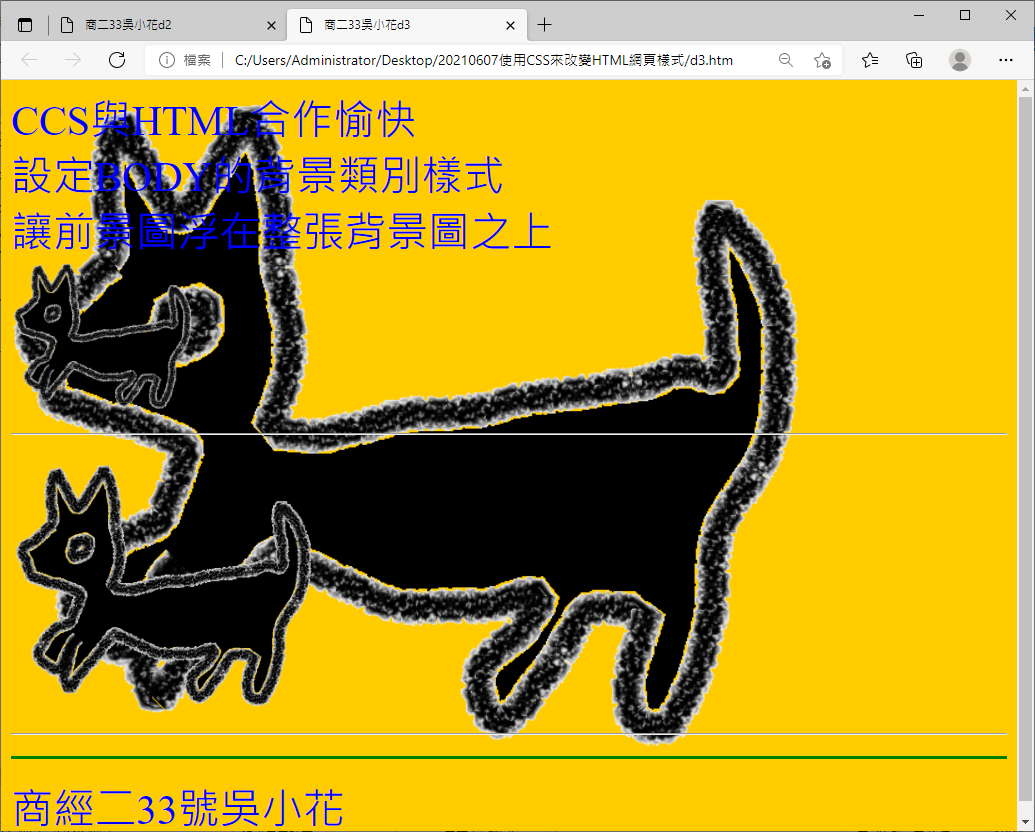 商二33吳小花d2
商二33吳小花d3
檔案
C:/Users/Administrator/Desktop/20210607使用CSS來改變HTML網頁樣式/d3.htm
CCS與HTML合作愉快
設定BODY的背景類別樣式
讓前景圖浮在整張背景圖之上
商經二33號吳小花